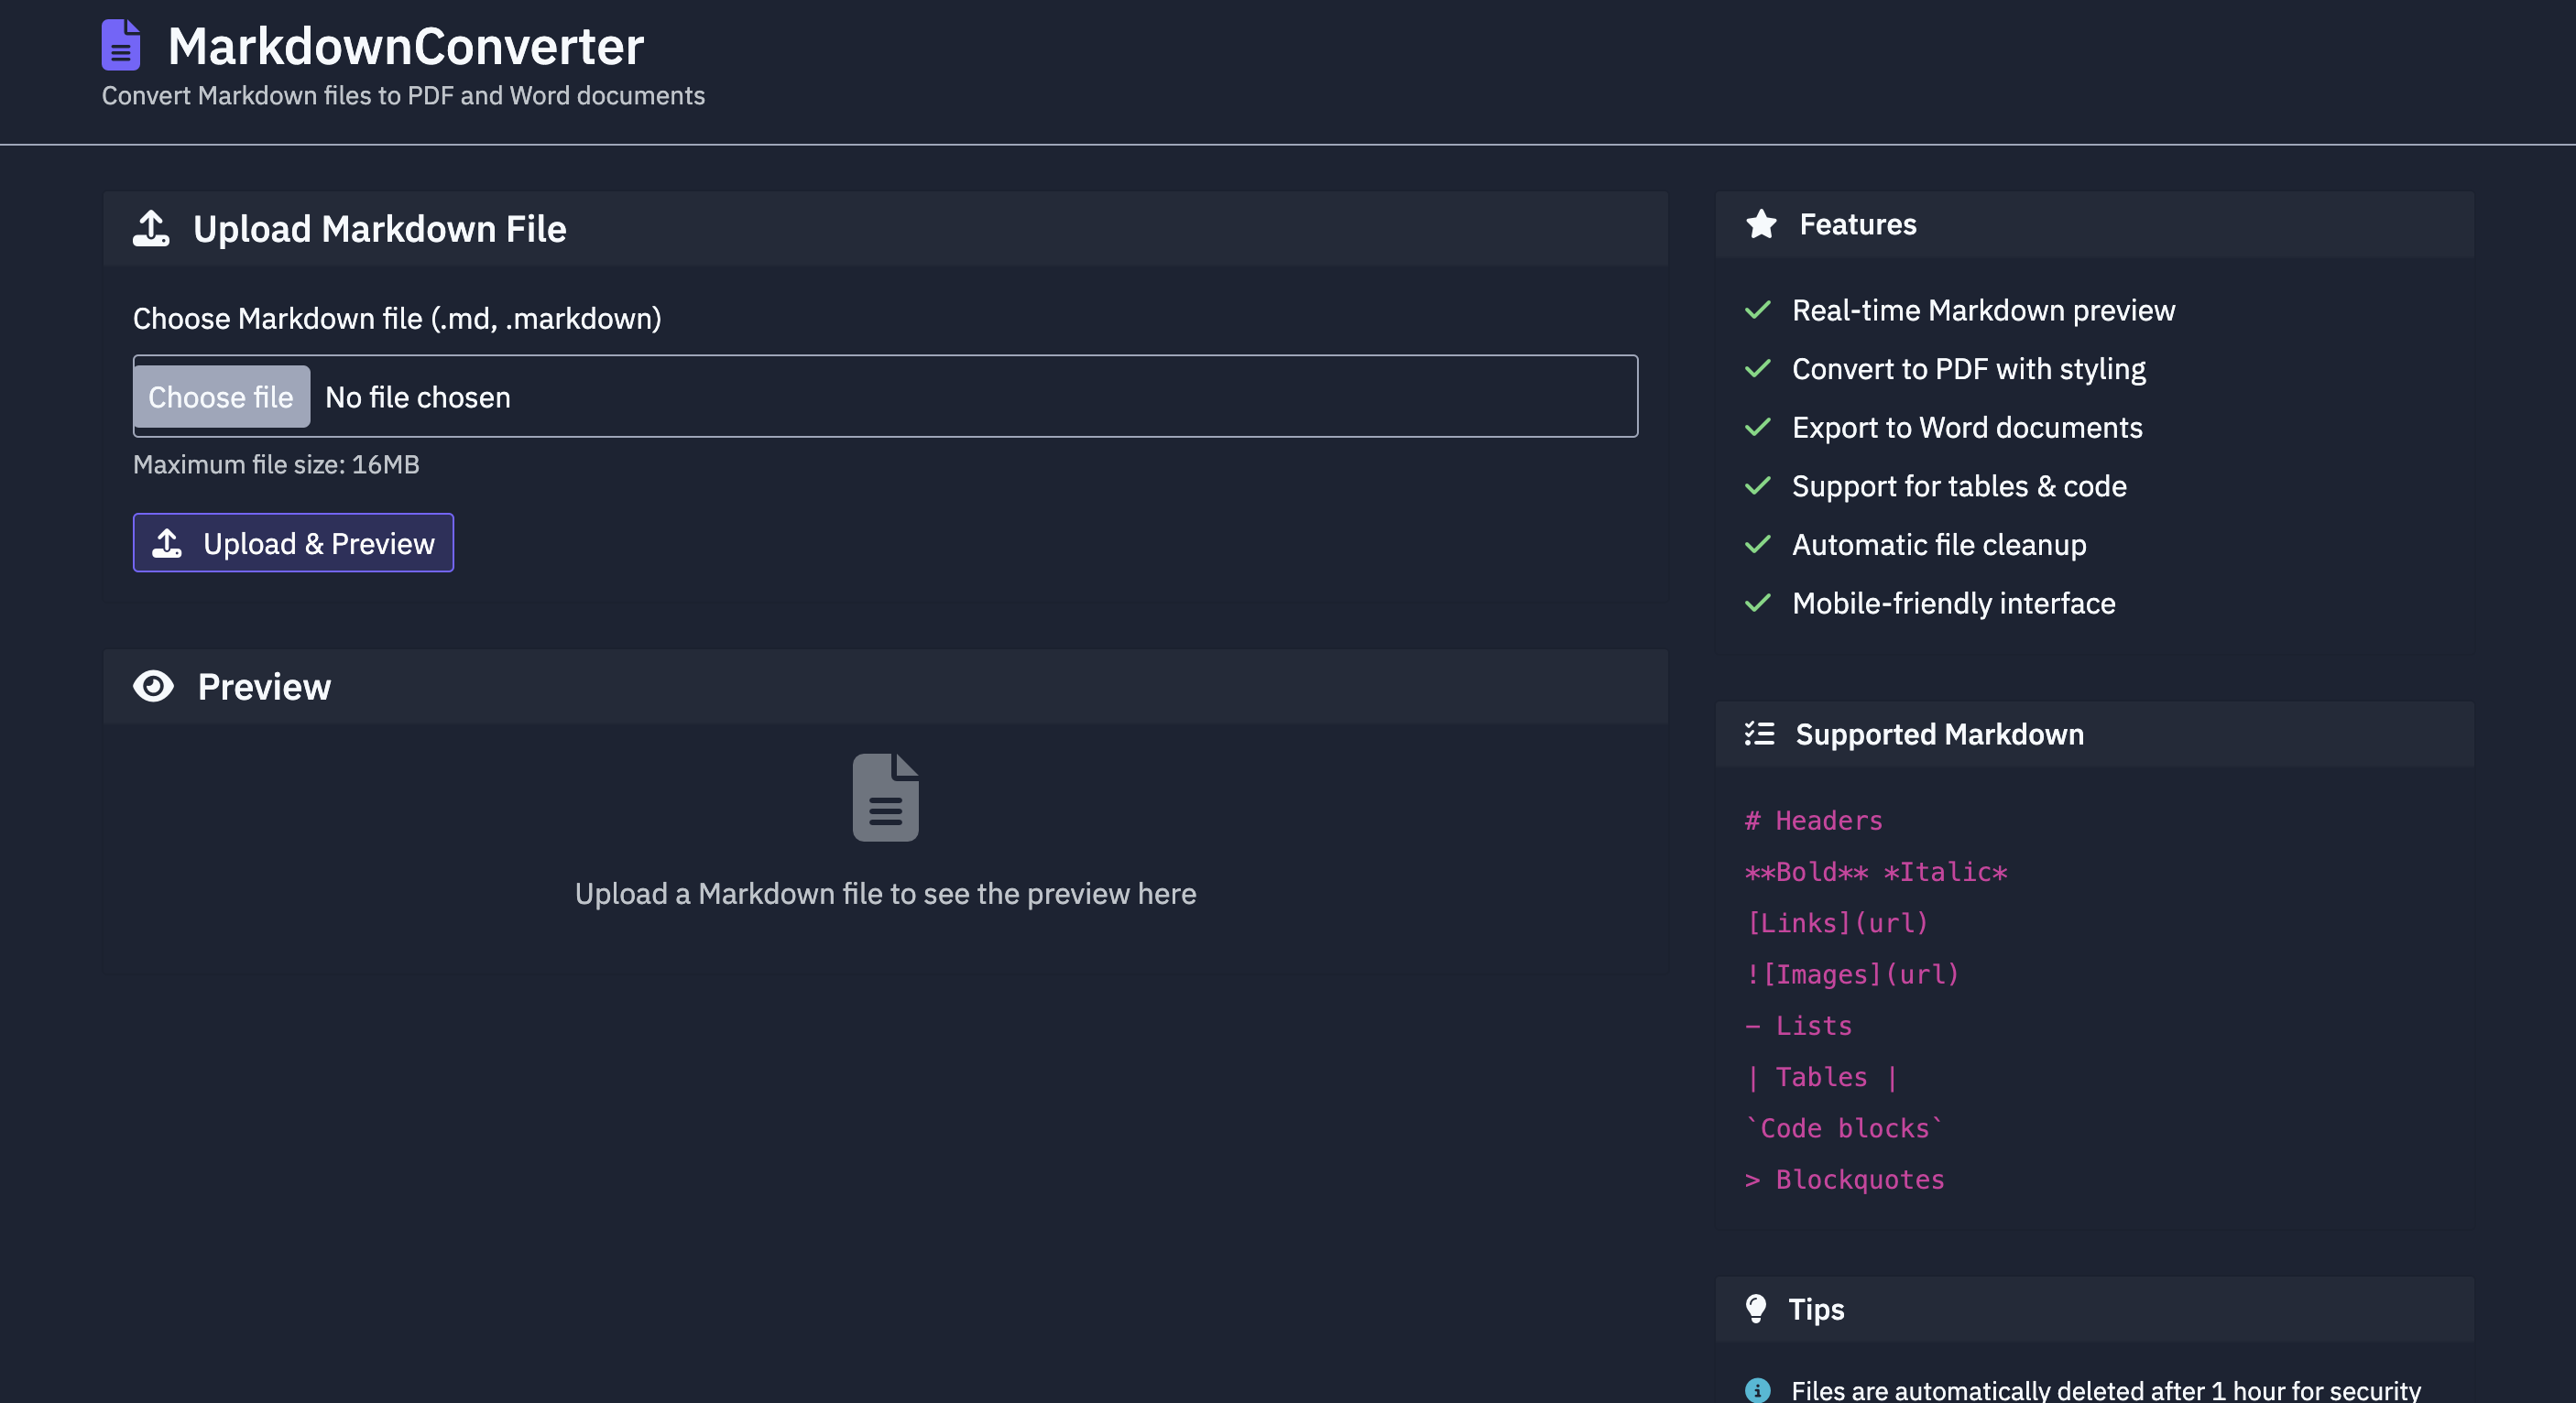 MarkdownConverter
Convert Markdown files to PDF and Word documents
Upload Markdown File
Choose Markdown file (.md, .markdown)
Choose file No file chosen
Maximum file size: 16MB
Upload & Preview
Preview
Upload a Markdown file to see the preview here
Features
Real-time Markdown preview
Convert to PDF with styling
Export to Word documents
Support for tables & code
Automatic file cleanup
Mobile-friendly interface
Supported Markdown
# Headers
**Bold** *Italic*
[Links](url)
![Images](url)
- Lists
| Tables |
`Code blocks`
> Blockquotes
Tips
Files are automatically deleted after 1 hour for security